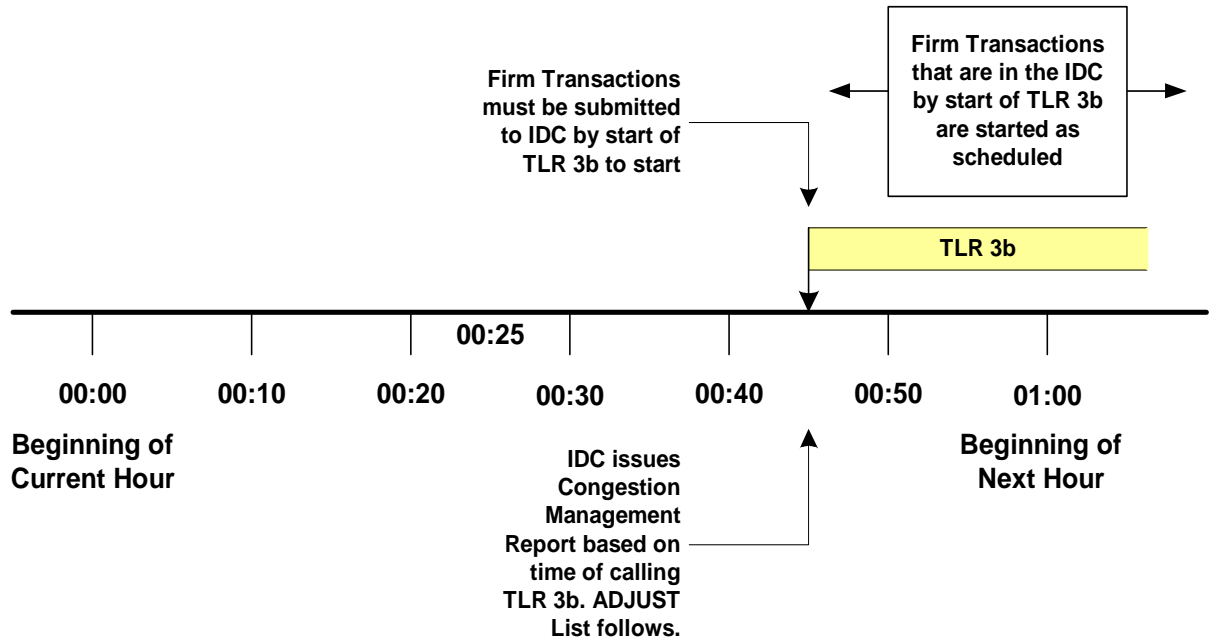 Firm Transactions
that are in the IDC
by start of TLR 3b
are started as
scheduled
Firm Transactions
must be submitted
to IDC by start of
TLR 3b to start
TLR 3b
00:25
00:00
00:10
00:20
00:30
00:40
00:50
01:00
Beginning of
Current Hour
Beginning of
Next Hour
IDC issues
Congestion
Management
Report based on
time of calling
TLR 3b. ADJUST
List follows.